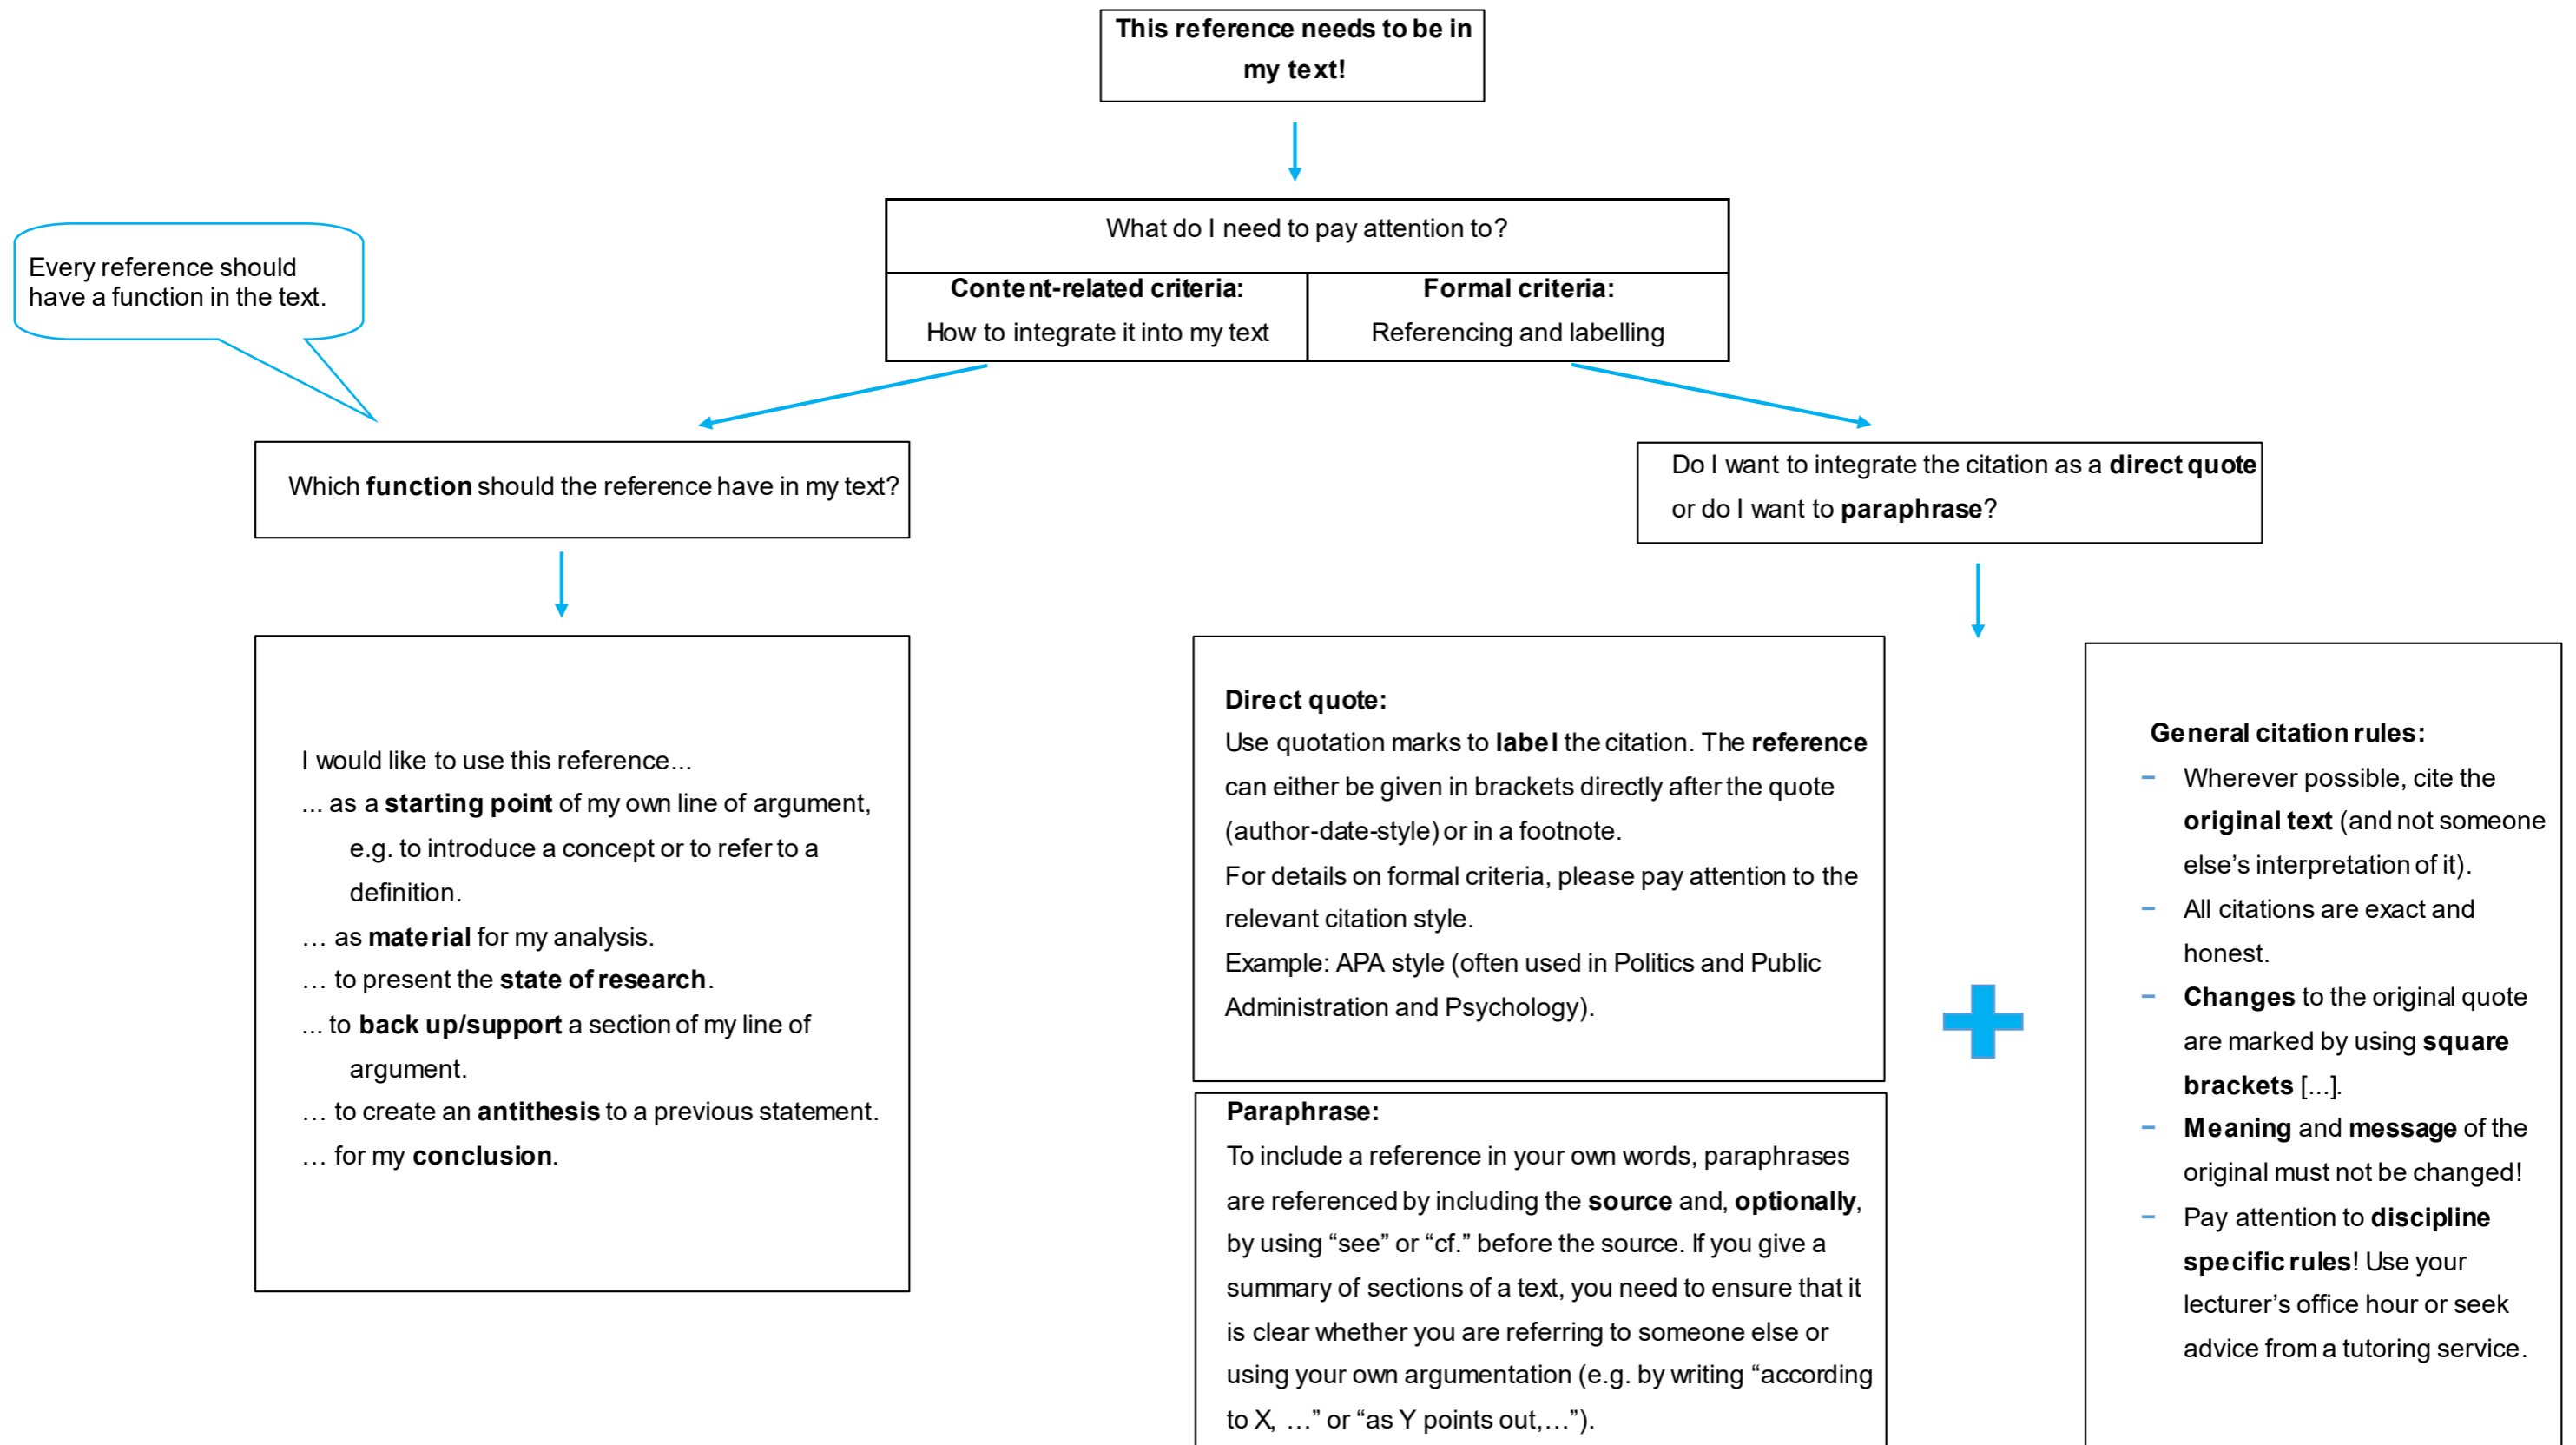 This reference needs to be in
my text!
What do I need to pay attention to?
Content-related criteria:
How to integrate it into my text
Formal criteria:
Referencing and labelling
Every reference should
have a function in the text.
Which function should the reference have in my text?
Do I want to integrate the citation as a direct quote
or do I want to paraphrase?
I would like to use this reference...
... as a starting point of my own line of argument,
e.g. to introduce a concept or to refer to a
definition.
… as material for my analysis.
… to present the state of research.
... to back up/support a section of my line of
argument.
… to create an antithesis to a previous statement.
… for my conclusion.
Direct quote:
Use quotation marks to label the citation. The reference
can either be given in brackets directly after the quote
(author-date-style) or in a footnote.
For details on formal criteria, please pay attention to the
relevant citation style.
Example: APA style (often used in Politics and Public
Administration and Psychology).
Paraphrase:
To include a reference in your own words, paraphrases
are referenced by including the source and, optionally,
by using “see” or “cf.” before the source. If you give a
summary of sections of a text, you need to ensure that it
is clear whether you are referring to someone else or
using your own argumentation (e.g. by writing “according
to X, …” or “as Y points out,…”).
General citation rules:
− Wherever possible, cite the
original text (and not someone
else’s interpretation of it).
− All citations are exact and
honest.
− Changes to the original quote
are marked by using square
brackets [...].
− Meaning and message of the
original must not be changed!
− Pay attention to discipline
specific rules! Use your
lecturer’s office hour or seek
advice from a tutoring service.